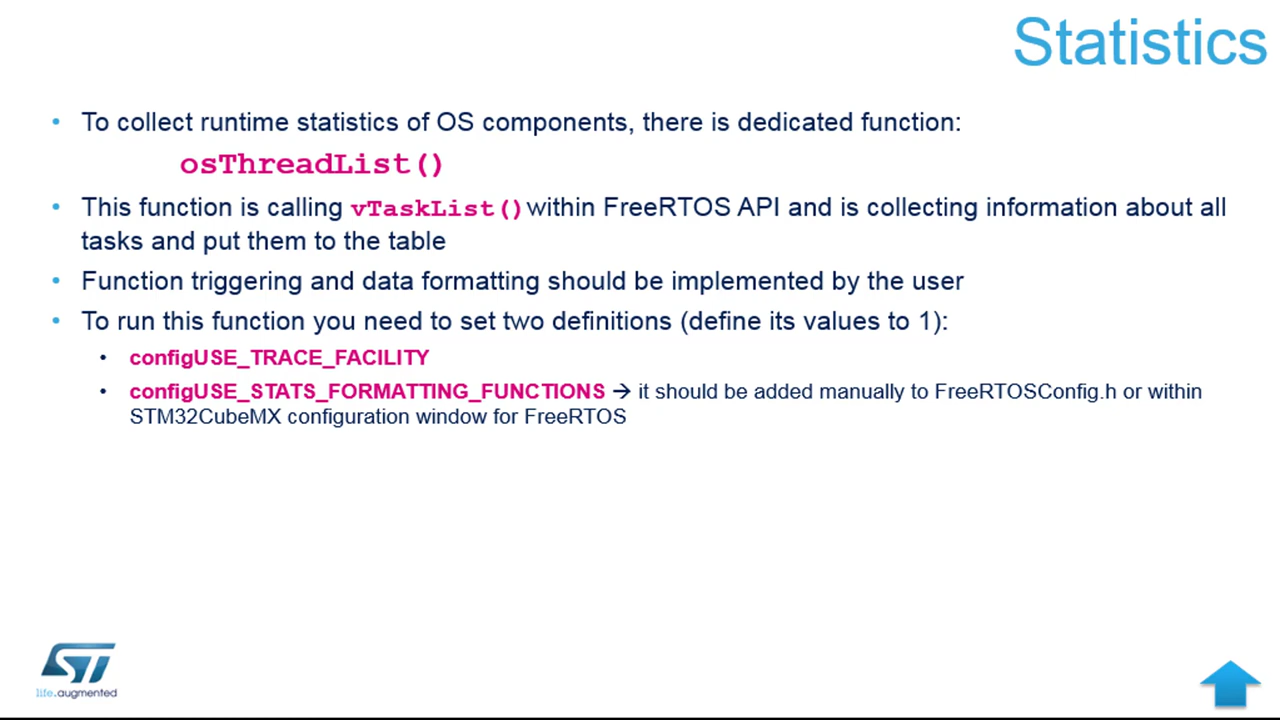 Statistics
• To collect runtime statistics of OS components, there is dedicated function:
osThreadList()
• This function is calling vTaskList()within FreeRTOS API and is collecting information about all
tasks and put them to the table
• Function triggering and data formatting should be implemented by the user
• To run this function you need to set two definitions (define its values to 1):
• configUSE_TRACE_FACILITY
• configUSE_STATS_FORMATTING_FUNCTIONS → it should be added manually to FreeRTOSConfig.h or within
STM32CubeMX configuration window for FreeRTOS
ST
life.augmented